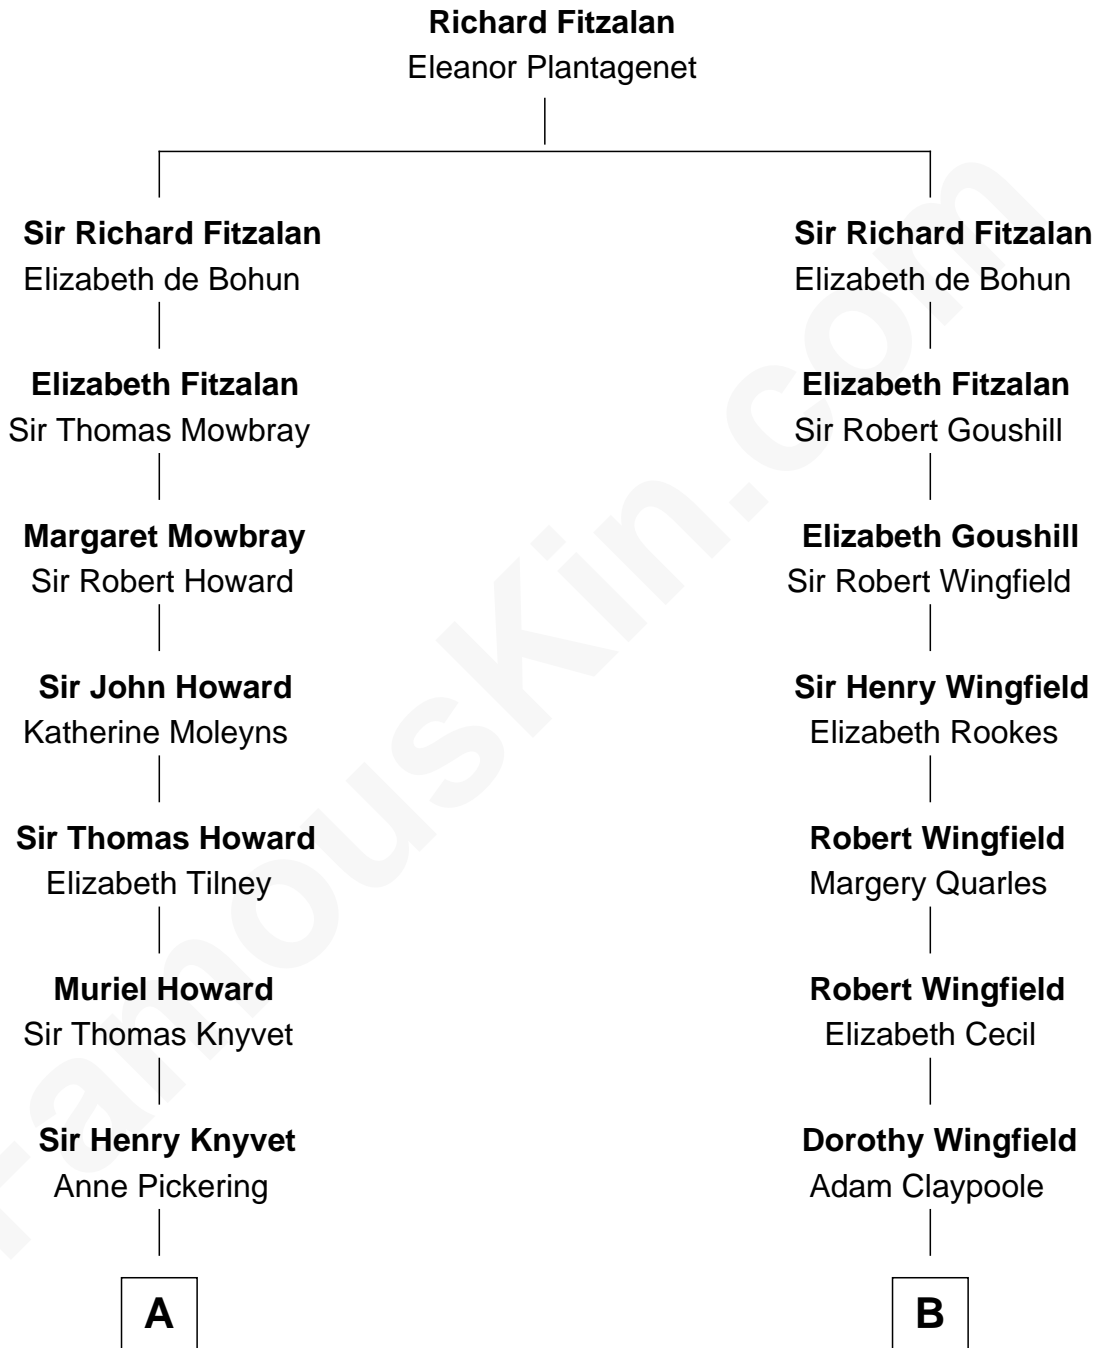 Richard Fitzalan
Eleanor Plantagenet
Sir Richard Fitzalan
Elizabeth de Bohun
Elizabeth Fitzalan
Sir Thomas Mowbray
Margaret Mowbray
Sir Robert Howard
Sir John Howard
Katherine Moleyns
Sir Thomas Howard
Elizabeth Tilney
Muriel Howard
Sir Thomas Knyvet
Sir Henry Knyvet
Anne Pickering
A
Sir Richard Fitzalan
Elizabeth de Bohun
Elizabeth Fitzalan
Sir Robert Goushill
Elizabeth Goushill
Sir Robert Wingfield
Sir Henry Wingfield
Elizabeth Rookes
Robert Wingfield
Margery Quarles
Robert Wingfield
Elizabeth Cecil
Dorothy Wingfield
Adam Claypoole
B
FamousKin.com